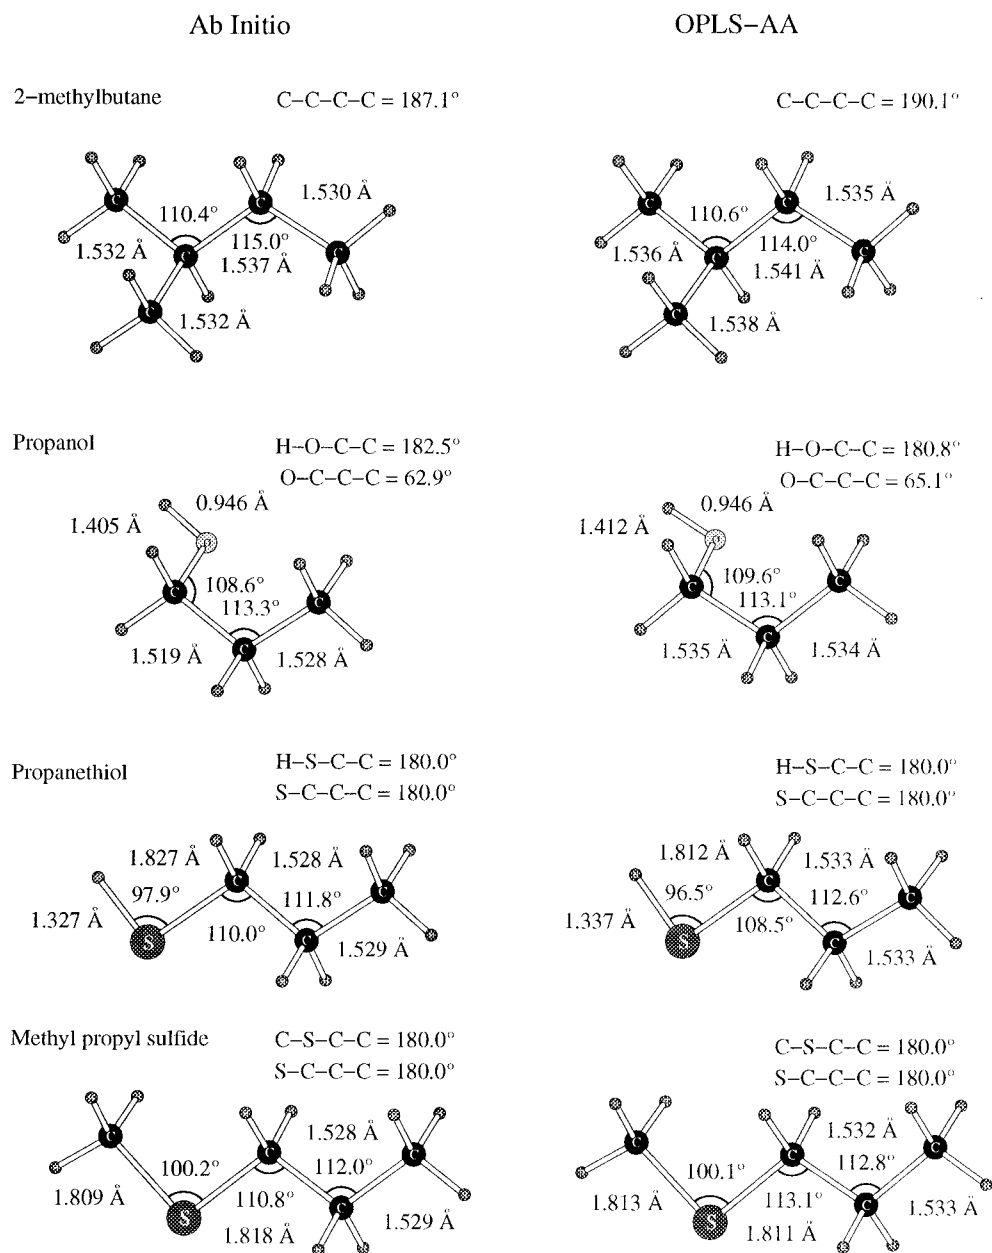 Ab Initio
OPLS-AA
2-methylbutane
C-C-C-C = 187.1°
C-C-C-C = 190.1°
1.530 Å
110.4°
C
C
115.0°
1.532 Å
1.537 Å
C
C
C
1.532 Å
1.535 Å
110.6°
C
C
114.0°
1.536 Å
1.541 Å
C
C
C
1.538 Å
Propanol
H-O-C-C = 182.5°
O-C-C-C = 62.9°
H-O-C-C = 180.8°
O-C-C-C = 65.1°
0.946 Å
1.405 Å
O
108.6°
C
113.3°
C
C
1.519 Å
1.528 Å
0.946 Å
1.412 Å
O
109.6°
C
113.1°
C
C
1.535 Å
1.534 Å
Propanethiol
H-S-C-C = 180.0°
S-C-C-C = 180.0°
H-S-C-C = 180.0°
S-C-C-C = 180.0°
1.827 Å
1.528 Å
C
97.9°
111.8°
C
1.327 Å
S
110.0°
C
1.529 Å
1.812 Å
1.533 Å
C
96.5°
112.6°
C
1.337 Å
S
108.5°
C
1.533 Å
Methyl propyl sulfide
C-S-C-C = 180.0°
S-C-C-C = 180.0°
C-S-C-C = 180.0°
S-C-C-C = 180.0°
1.528 Å
C
100.2°
C
112.0°
C
1.809 Å
110.8°
S
1.818 Å
C
1.529 Å
1.532 Å
C
100.1°
C
112.8°
C
1.813 Å
113.1°
S
1.811 Å
C
1.533 Å